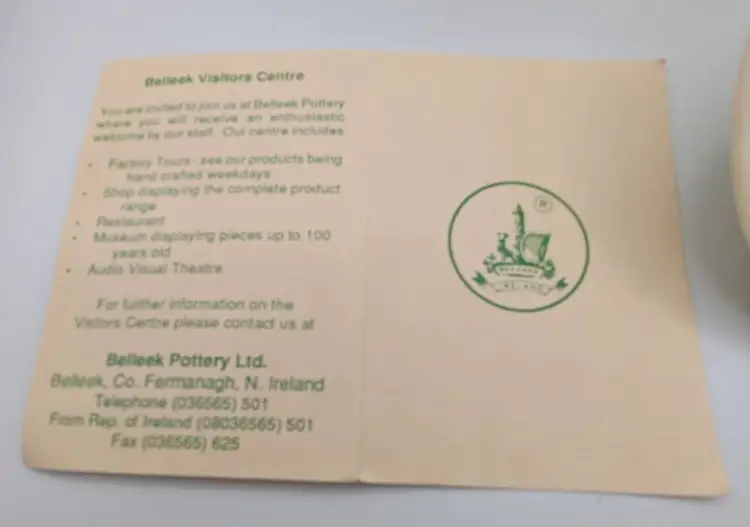 Belleek Visitors Centre
You are invited to join us at Belleek Pottery
where you will receive an enthusiastic
welcome by our staff. Our centre includes
• Factory Tours - see our products being
hand crafted weekdays
• Shop displaying the complete product
range
• Restaurant
• Museum displaying pieces up to 100
years old
• Audio Visual Theatre
For further information on the
Visitors Centre please contact us at
Belleek Pottery Ltd.
Belleek, Co. Fermanagh, N. Ireland
Telephone (036565) 501
From Rep. of Ireland (08036565) 501
Fax (036565) 625
®
BELLEEK
IRELAND